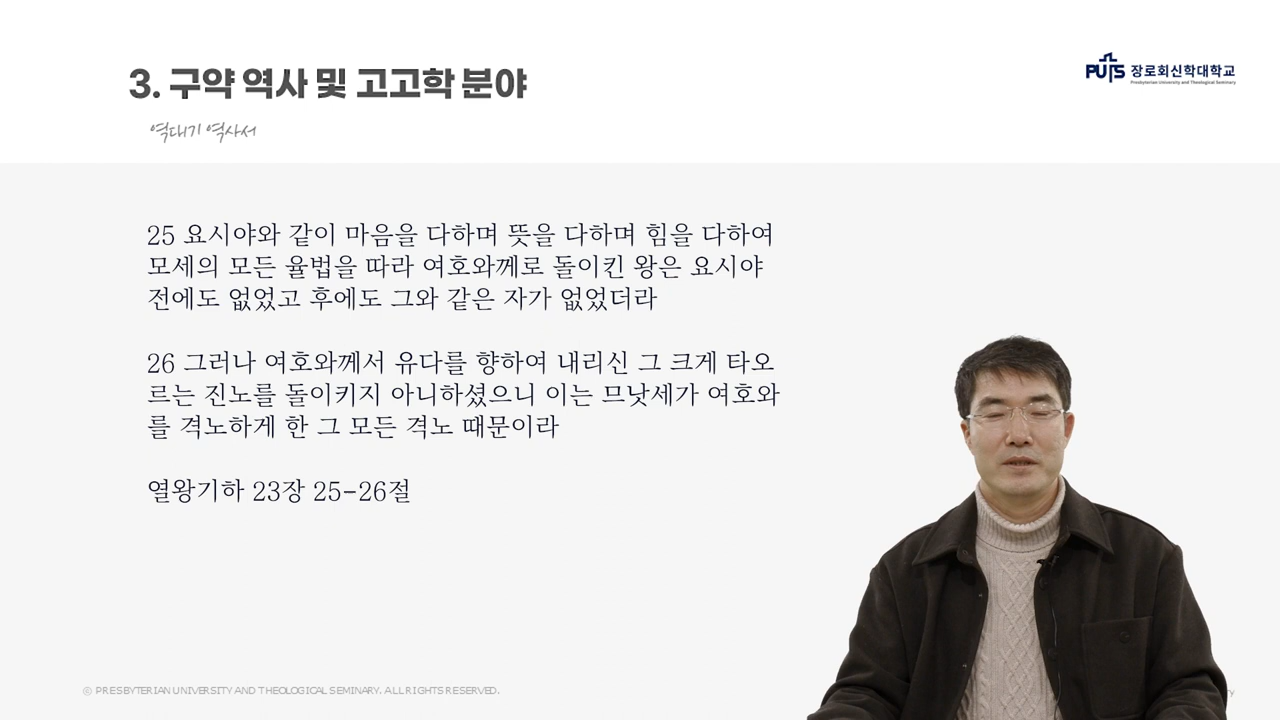 3. 구약 역사 및 고고학 분야
역대기 역사서
PUTS 장로회신학대학교
Presbyterian University and Theological Seminary
25 요시야와 같이 마음을 다하며 뜻을 다하며 힘을 다하여
모세의 모든 율법을 따라 여호와께로 돌이킨 왕은 요시야
전에도 없었고 후에도 그와 같은 자가 없었더라
26 그러나 여호와께서 유다를 향하여 내리신 그 크게 타오
르는 진노를 돌이키지 아니하셨으니 이는 므낫세가 여호와
를 격노하게 한 그 모든 격노 때문이라
열왕기하 23장 25-26절
© PRESBYTERIAN UNIVERSITY AND THEOLOGICAL SEMINARY. ALL RIGHTS RESERVED.